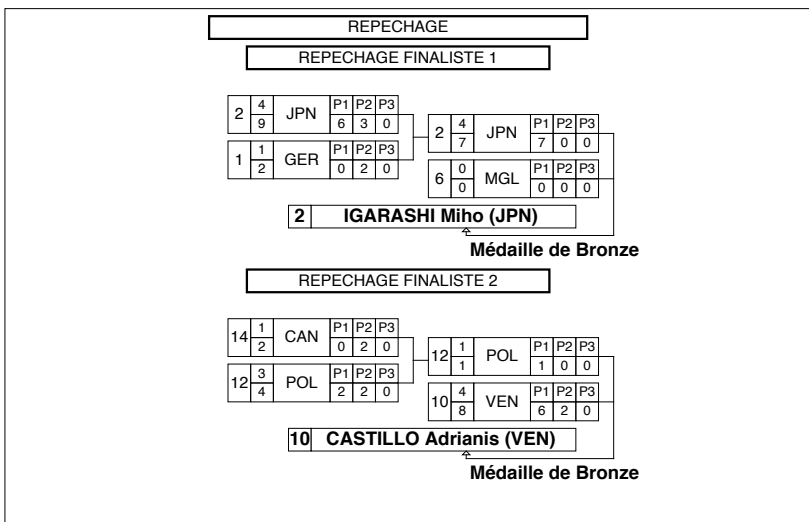 REPECHAGE
REPECHAGE FINALISTE 1
2 4 9 JPN P1 P2 P3 6 3 0
1 1 2 GER P1 P2 P3 0 2 0
2 4 7 JPN P1 P2 P3 7 0 0
6 0 0 MGL P1 P2 P3 0 0 0
2 IGARASHI Miho (JPN)
Médaille de Bronze
REPECHAGE FINALISTE 2
14 1 2 CAN P1 P2 P3 0 2 0
12 3 4 POL P1 P2 P3 2 2 0
12 1 1 POL P1 P2 P3 1 0 0
10 4 8 VEN P1 P2 P3 6 2 0
10 CASTILLO Adrianis (VEN)
Médaille de Bronze